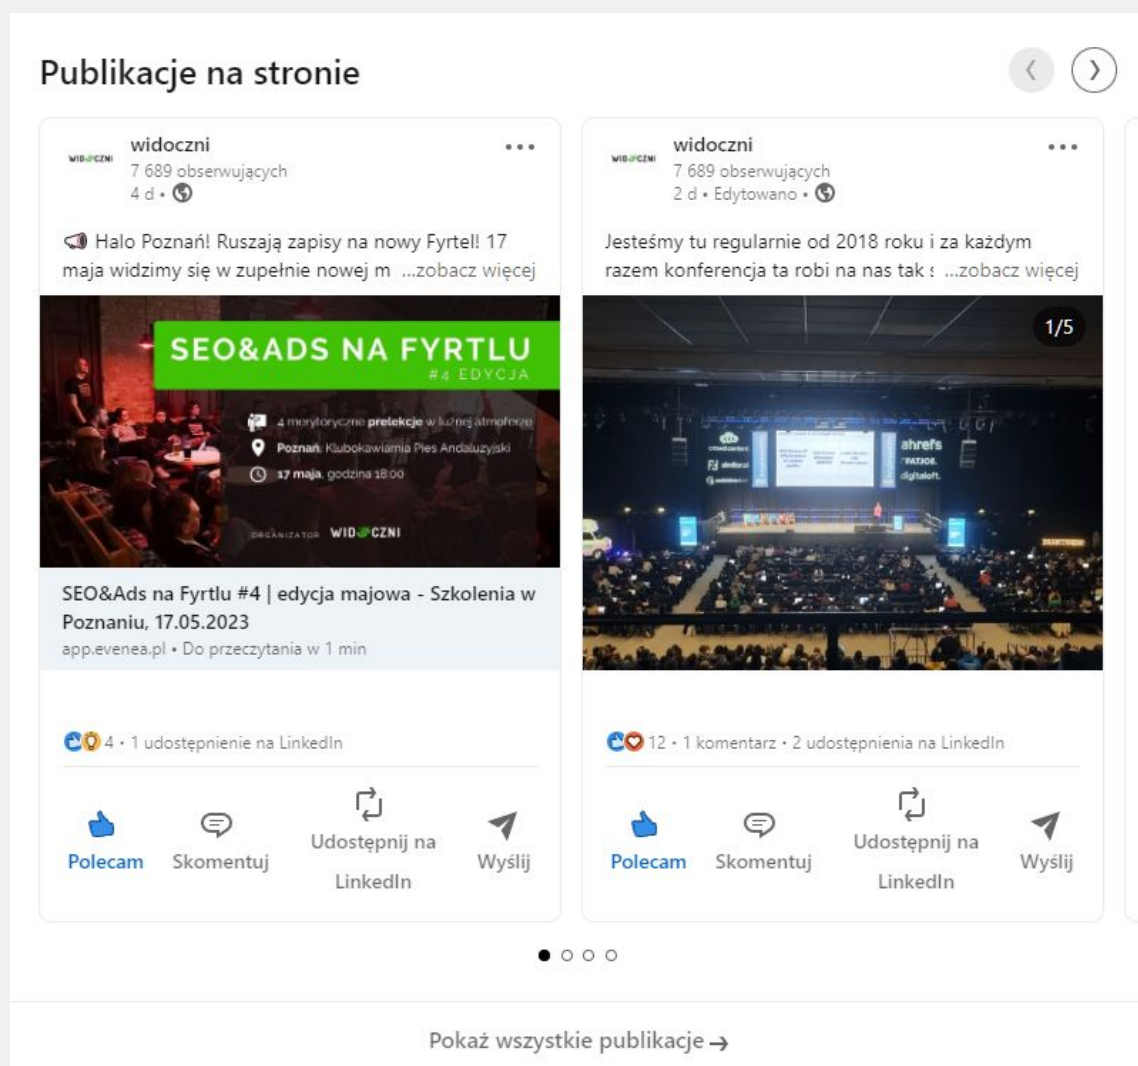 Publikacje na stronie
WIDOCZNI
widoczni
7 689 obserwujących
4 d •
Halo Poznań! Ruszają zapisy na nowy Fyrtel! 17
maja widzimy się w zupełnie nowej m ...zobacz więcej
SEO&ADS NA FYRTLU
#4 EDYCJA
4 merytoryczne prelekcje w luźnej atmosferze
Poznań: Klubokawiarnia Pies Andaluzyjski
17 maja, godzina 18:00
ORGANIZATOR WIDOCZNI
SEO&Ads na Fyrtlu #4 | edycja majowa - Szkolenia w
Poznaniu, 17.05.2023
app.evenea.pl • Do przeczytania w 1 min
4 • 1 udostępnienie na LinkedIn
Polecam
Skomentuj
Udostępnij na
LinkedIn
Wyślij
WIDOCZNI
widoczni
7 689 obserwujących
2 d • Edytowano •
Jesteśmy tu regularnie od 2018 roku i za każdym
razem konferencja ta robi na nas tak ...zobacz więcej
1/5
crowdcontent
ahrefs
FATJOE.
digitaloft.
12 • 1 komentarz • 2 udostępnienia na LinkedIn
Polecam
Skomentuj
Udostępnij na
LinkedIn
Wyślij
Pokaż wszystkie publikacje →